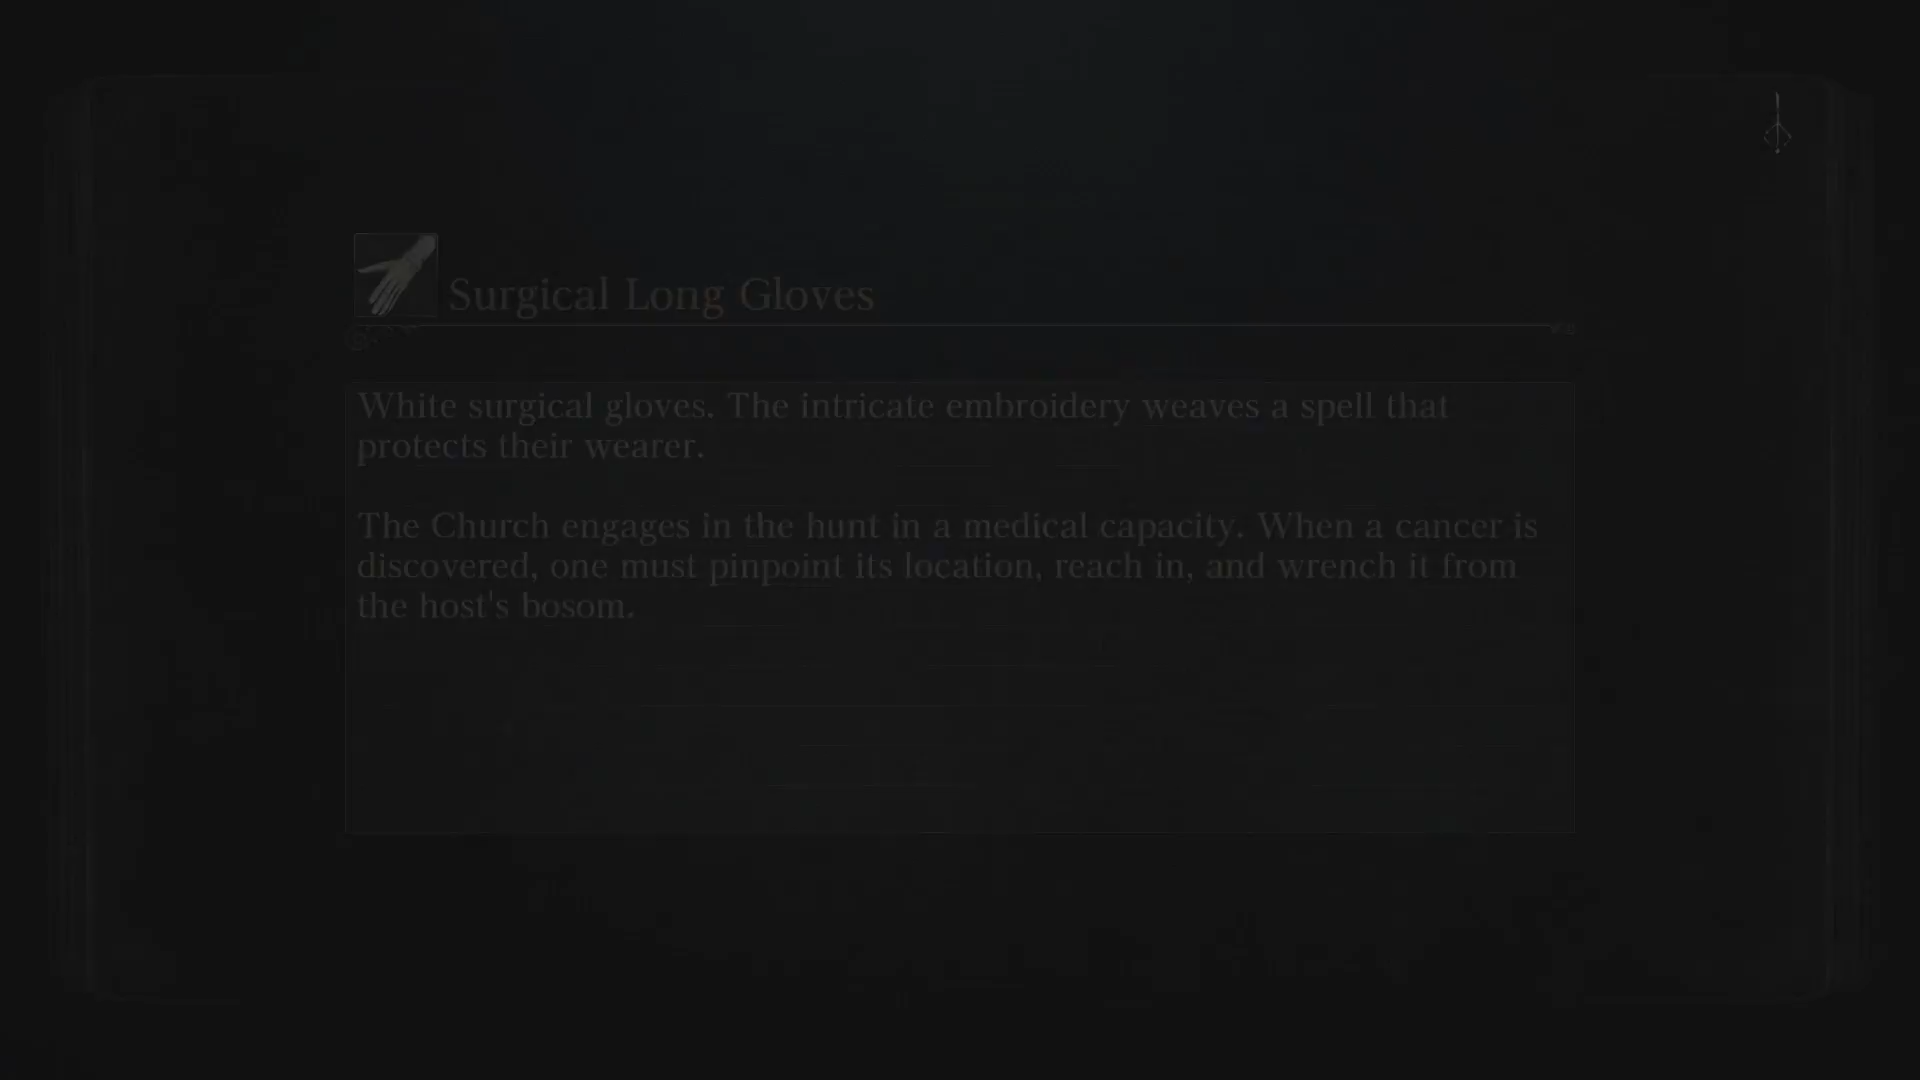 Surgical Long Gloves
White surgical gloves. The intricate embroidery weaves a spell that
protects their wearer.
The Church engages in the hunt in a medical capacity. When a cancer is
discovered, one must pinpoint its location, reach in, and wrench it from
the host's bosom.